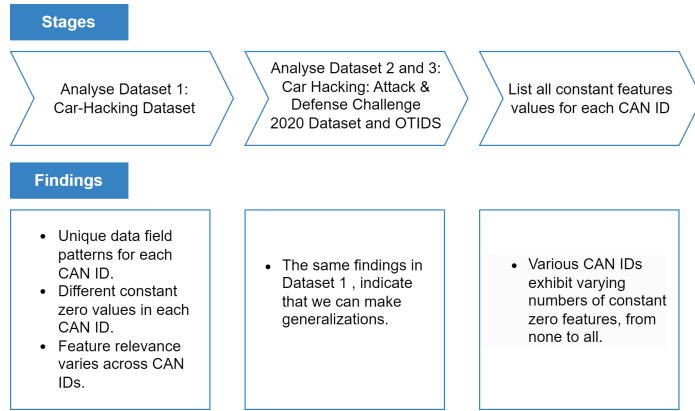 Stages
Analyse Dataset 1:
Car-Hacking Dataset
Analyse Dataset 2 and 3:
Car Hacking: Attack &
Defense Challenge
2020 Dataset and OTIDS
List all constant features
values for each CAN ID
Findings
• Unique data field
patterns for each
CAN ID.
• Different constant
zero values in each
CAN ID.
• Feature relevance
varies across CAN
IDs.
• The same findings in
Dataset 1 , indicate
that we can make
generalizations.
• Various CAN IDs
exhibit varying
numbers of constant
zero features, from
none to all.